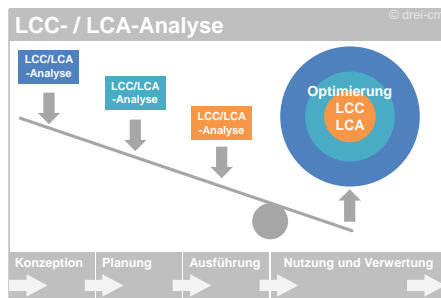 © drei-cm
LCC- / LCA-Analyse
LCC/LCA
-Analyse
LCC/LCA
-Analyse
LCC/LCA
-Analyse
Optimierung
LCC
LCA
Konzeption
Planung
Ausführung
Nutzung und Verwertung